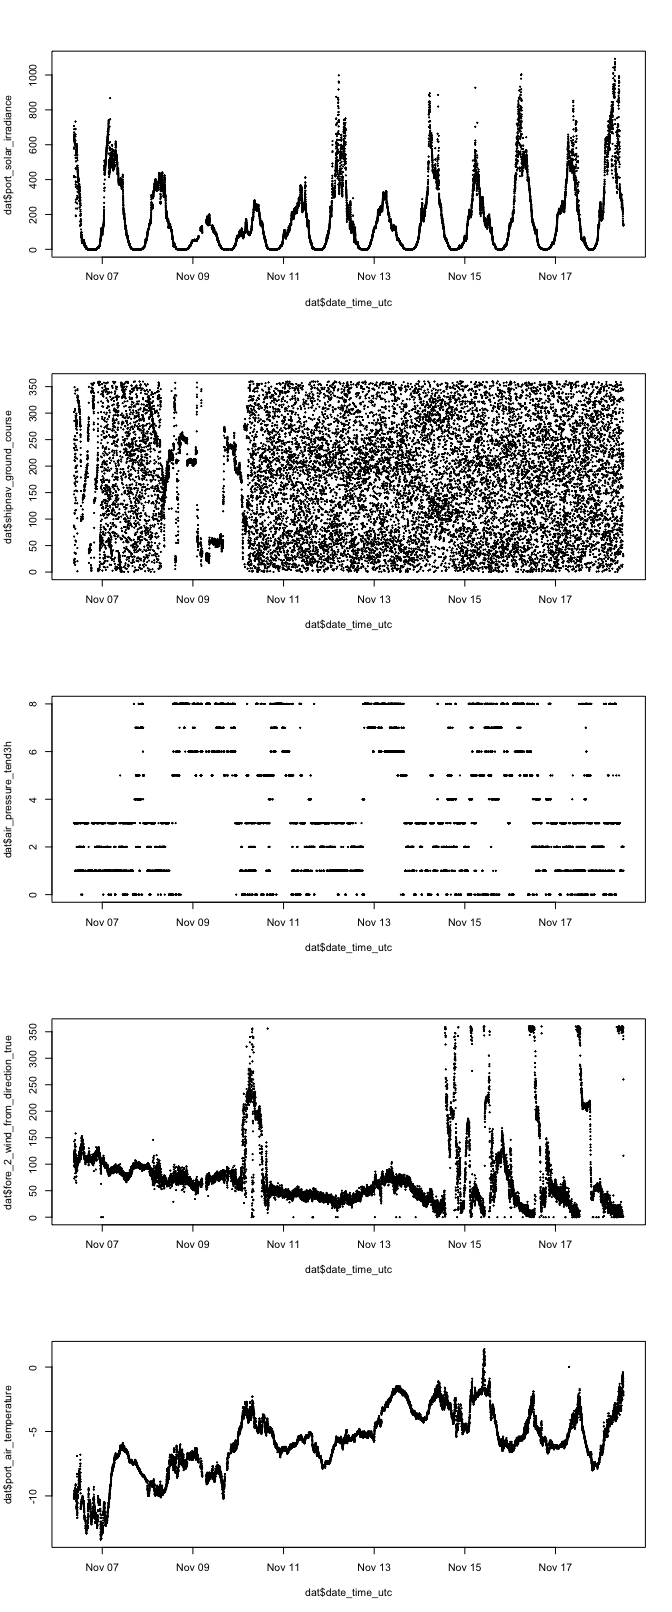 dat$port_solar_irradiance
0 200 400 600 800 1000
Nov 07 Nov 09 Nov 11 Nov 13 Nov 15 Nov 17
dat$date_time_utc
dat$shipnav_ground_course
0 50 100 150 200 250 300 350
Nov 07 Nov 09 Nov 11 Nov 13 Nov 15 Nov 17
dat$date_time_utc
dat$air_pressure_tend3h
0 2 4 6 8
Nov 07 Nov 09 Nov 11 Nov 13 Nov 15 Nov 17
dat$date_time_utc
dat$fore_2_wind_from_direction_true
0 50 100 150 200 250 300 350
Nov 07 Nov 09 Nov 11 Nov 13 Nov 15 Nov 17
dat$date_time_utc
dat$port_air_temperature
-10 -5 0
Nov 07 Nov 09 Nov 11 Nov 13 Nov 15 Nov 17
dat$date_time_utc